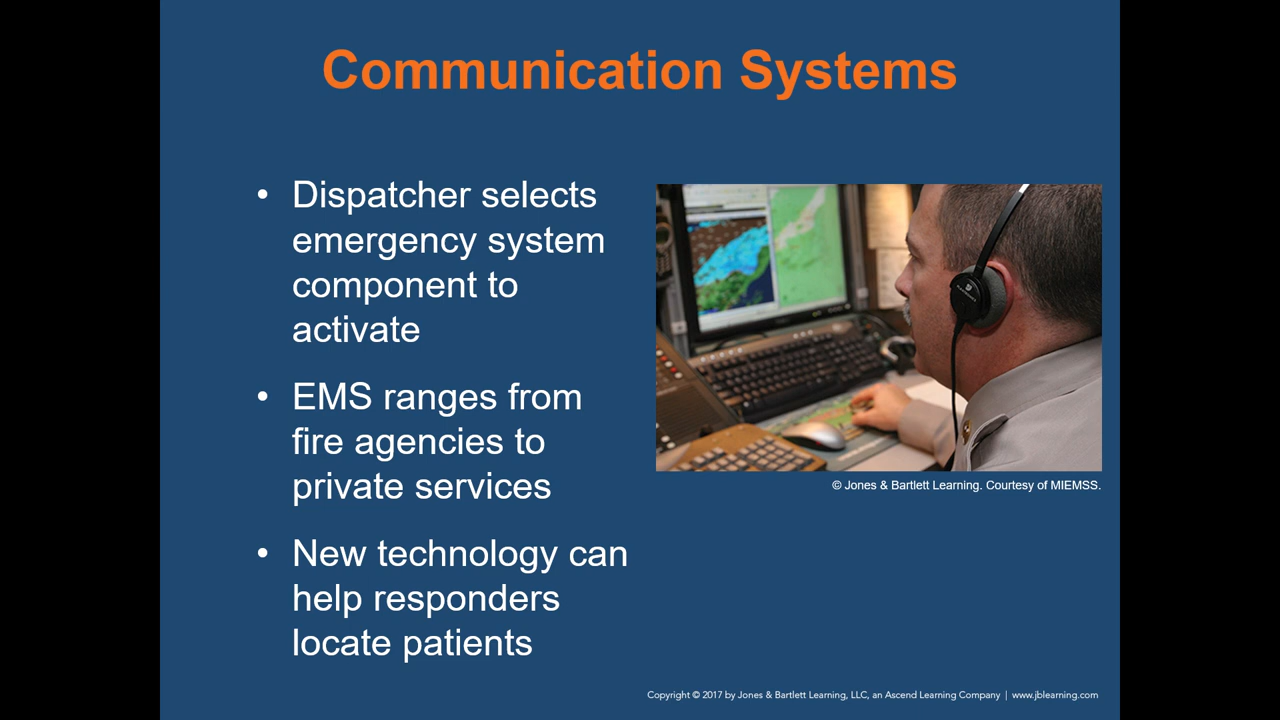 Communication Systems
• Dispatcher selects
emergency system
component to
activate
• EMS ranges from
fire agencies to
private services
• New technology can
help responders
locate patients
© Jones & Bartlett Learning. Courtesy of MIEMSS.
Copyright © 2017 by Jones & Bartlett Learning, LLC, an Ascend Learning Company | www.jblearning.com